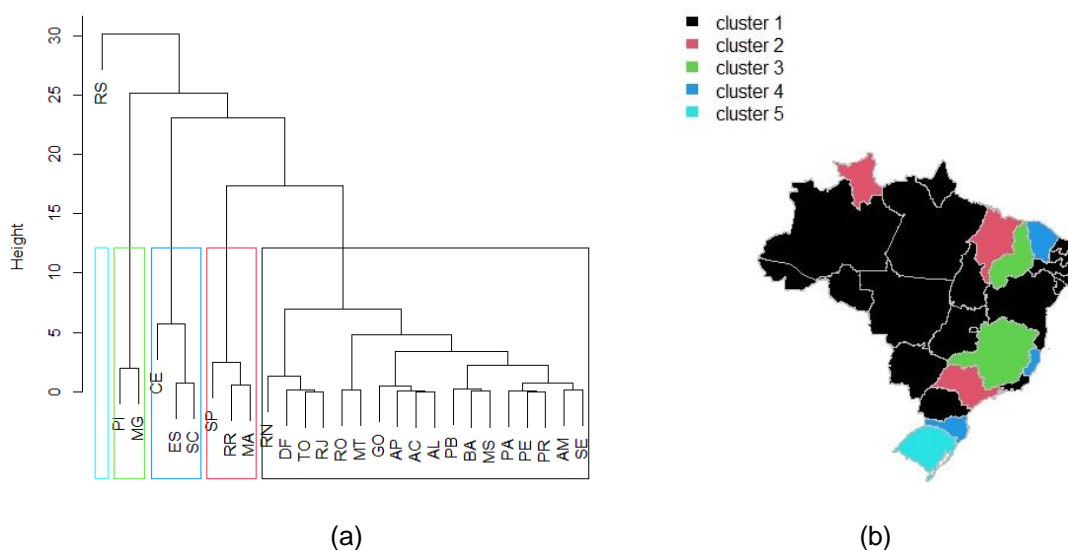 30
25
20
15
10
5
0
Height
RS
PI
MG
CE
ES
SC
SP
RR
MA
RN
DF
TO
RJ
RO
MT
GO
AP
AC
AL
PB
BA
MS
PA
PE
PR
AM
SE
(a)
cluster 1
cluster 2
cluster 3
cluster 4
cluster 5
(b)